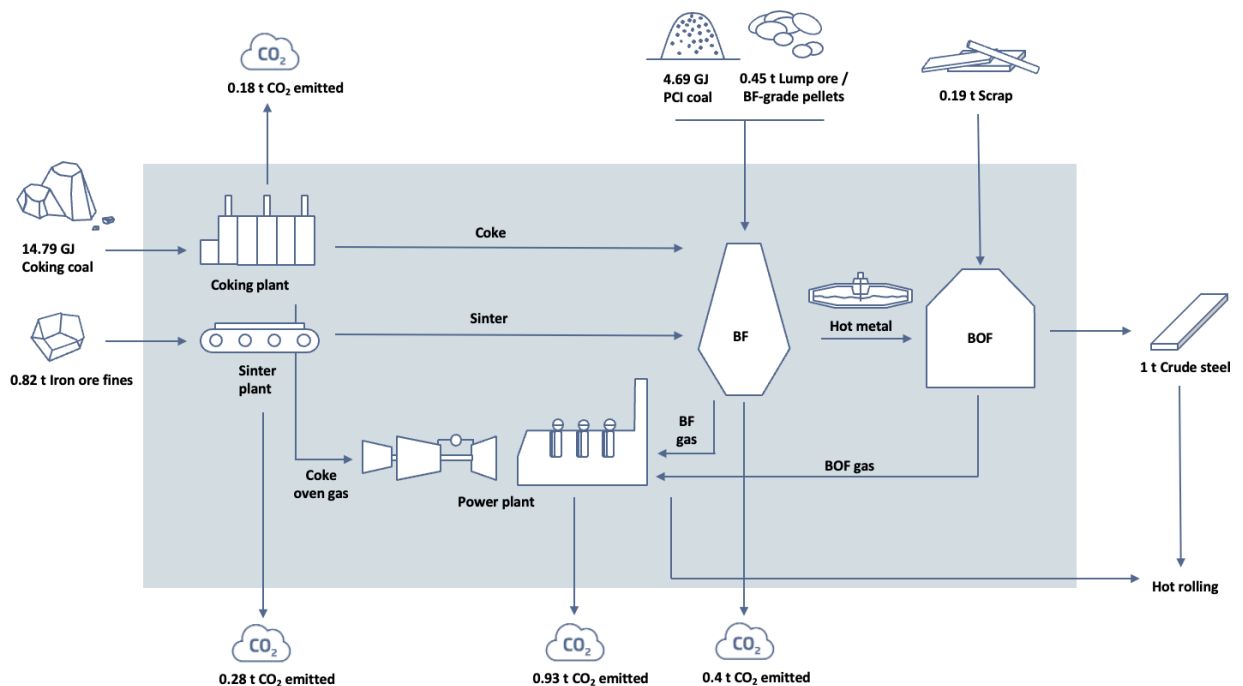 CO₂
0.18 t CO₂ emitted
4.69 GJ
PCI coal
0.45 t Lump ore /
BF-grade pellets
0.19 t Scrap
14.79 GJ
Coking coal
Coking plant
Coke
0.82 t Iron ore fines
Sinter
plant
Sinter
BF
Hot metal
BOF
1 t Crude steel
Coke
oven gas
Power plant
BF
gas
BOF gas
Hot rolling
CO₂
0.28 t CO₂ emitted
CO₂
0.93 t CO₂ emitted
CO₂
0.4 t CO₂ emitted